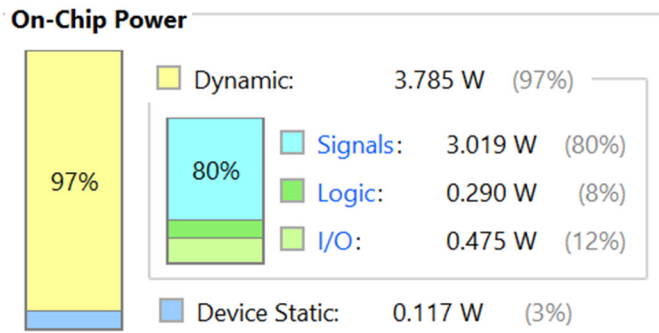 On-Chip Power
Dynamic: 3.785 W (97%)
97%
80%
Signals: 3.019 W (80%)
Logic: 0.290 W (8%)
I/O: 0.475 W (12%)
Device Static: 0.117 W (3%)